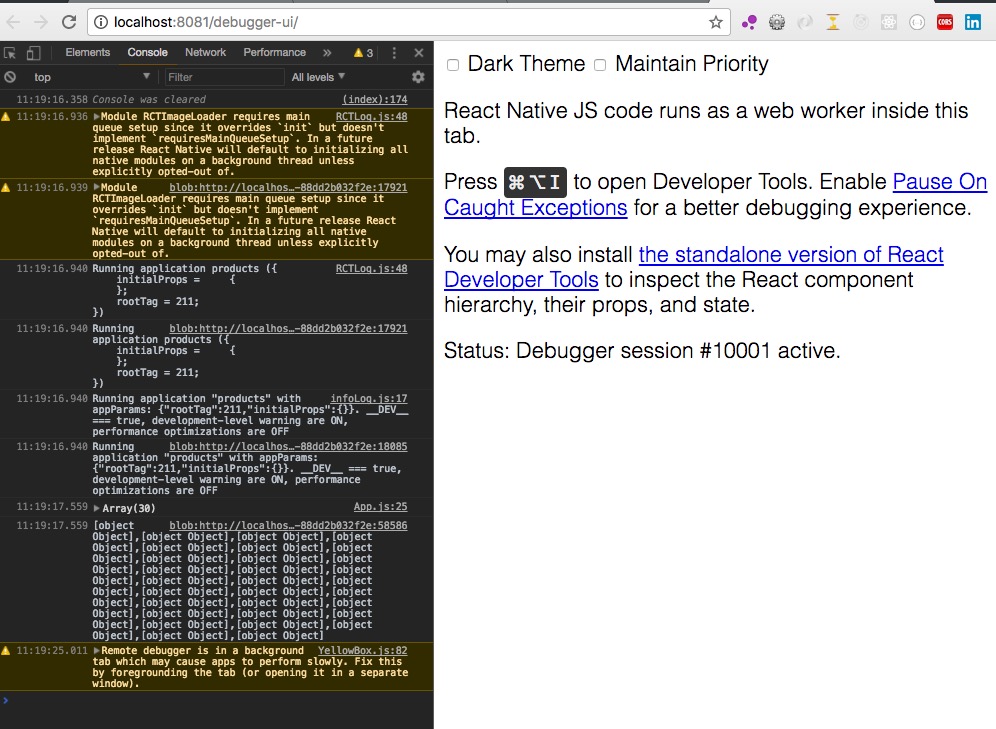 localhost:8081/debugger-ui/
CORS
in
Elements Console Network Performance » 3
top Filter All levels
11:19:16.358 Console was cleared (index):174
11:19:16.936 Module RCTImageLoader requires main RCTLog.js:48
queue setup since it overrides `init` but doesn't
implement `requiresMainQueueSetup`. In a future
release React Native will default to initializing all
native modules on a background thread unless
explicitly opted-out of.
11:19:16.939 Module blob:http://localhos…-88dd2b032f2e:17921
RCTImageLoader requires main queue setup since it
overrides `init` but doesn't implement
`requiresMainQueueSetup`. In a future release React
Native will default to initializing all native
modules on a background thread unless explicitly
opted-out of.
11:19:16.940 Running application products ({ RCTLog.js:48
initialProps = {
};
rootTag = 211;
})
11:19:16.940 Running blob:http://localhos…-88dd2b032f2e:17921
application products ({
initialProps = {
};
rootTag = 211;
})
11:19:16.940 Running application "products" with infoLog.js:17
appParams: {"rootTag":211,"initialProps":{}}. __DEV__
=== true, development-level warning are ON,
performance optimizations are OFF
11:19:16.940 Running blob:http://localhos…-88dd2b032f2e:18085
application "products" with appParams:
{"rootTag":211,"initialProps":{}}. __DEV__ === true,
development-level warning are ON, performance
optimizations are OFF
11:19:17.559 Array(30) App.js:25
11:19:17.559 [object blob:http://localhos…-88dd2b032f2e:58586
Object],[object Object],[object Object],[object
Object],[object Object],[object Object],[object
Object],[object Object],[object Object],[object
Object],[object Object],[object Object],[object
Object],[object Object],[object Object],[object
Object],[object Object],[object Object],[object
Object],[object Object],[object Object],[object
Object],[object Object],[object Object],[object
Object],[object Object],[object Object],[object
Object],[object Object],[object Object]
11:19:25.011 Remote debugger is in a background YellowBox.js:82
tab which may cause apps to perform slowly. Fix this
by foregrounding the tab (or opening it in a separate
window).
Dark Theme Maintain Priority
React Native JS code runs as a web worker inside this
tab.
Press ⌘⌥I to open Developer Tools. Enable Pause On
Caught Exceptions for a better debugging experience.
You may also install the standalone version of React
Developer Tools to inspect the React component
hierarchy, their props, and state.
Status: Debugger session #10001 active.